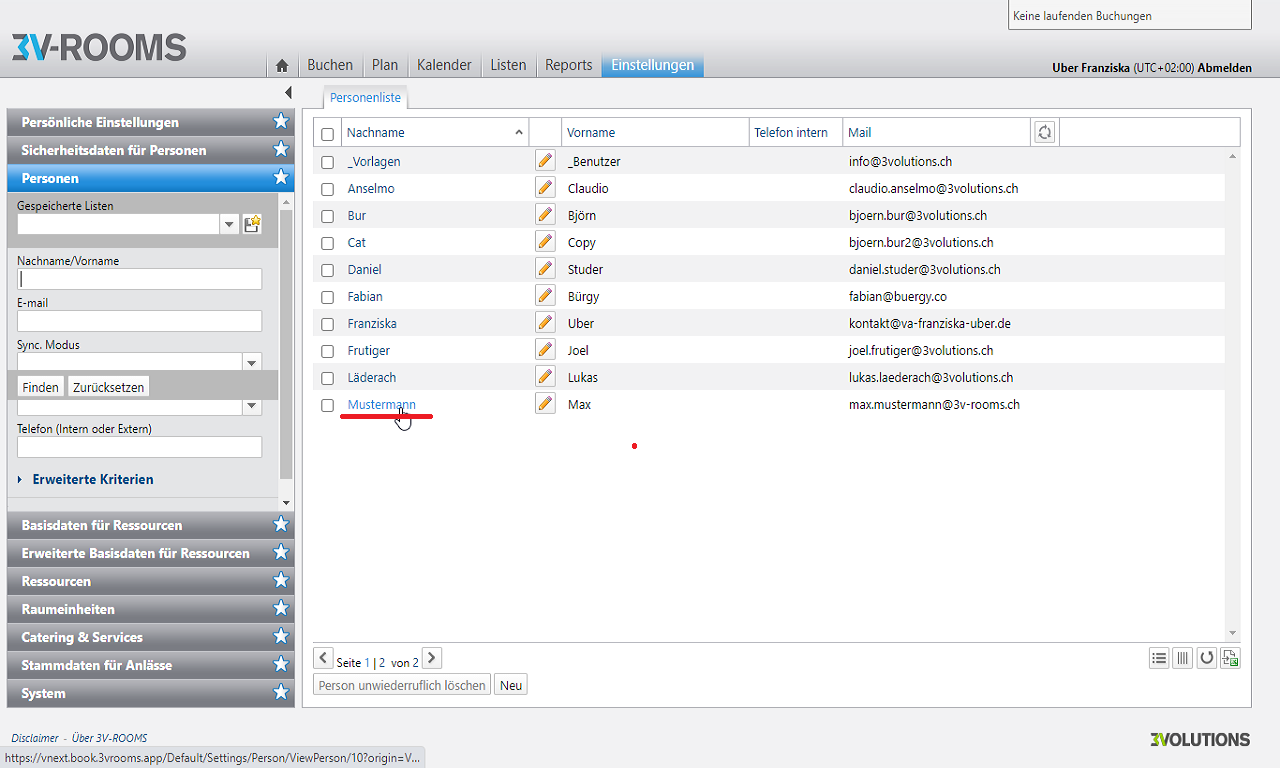 Keine laufenden Buchungen
3V-ROOMS
Buchen Plan Kalender Listen Reports Einstellungen
Uber Franziska (UTC+02:00) Abmelden
Personenliste
Persönliche Einstellungen
Sicherheitsdaten für Personen
Personen
Gespeicherte Listen
Nachname/Vorname
E-mail
Sync. Modus
Finden Zurücksetzen
Telefon (Intern oder Extern)
Erweiterte Kriterien
Basisdaten für Ressourcen
Erweiterte Basisdaten für Ressourcen
Ressourcen
Raumeinheiten
Catering & Services
Stammdaten für Anlässe
System
Nachname Vorname Telefon intern Mail
_Vorlagen _Benutzer info@3volutions.ch
Anselmo Claudio claudio.anselmo@3volutions.ch
Bur Björn bjoern.bur@3volutions.ch
Cat Copy bjoern.bur2@3volutions.ch
Daniel Studer daniel.studer@3volutions.ch
Fabian Bürgy fabian@buergy.co
Franziska Uber kontakt@va-franziska-uber.de
Frutiger Joel joel.frutiger@3volutions.ch
Läderach Lukas lukas.laederach@3volutions.ch
Mustermann Max max.mustermann@3v-rooms.ch
Seite 1 | 2 von 2
Person unwiederruflich löschen Neu
Disclaimer - Über 3V-ROOMS
3VOLUTIONS
https://vnext.book.3vrooms.app/Default/Settings/Person/ViewPerson/10?origin=V...